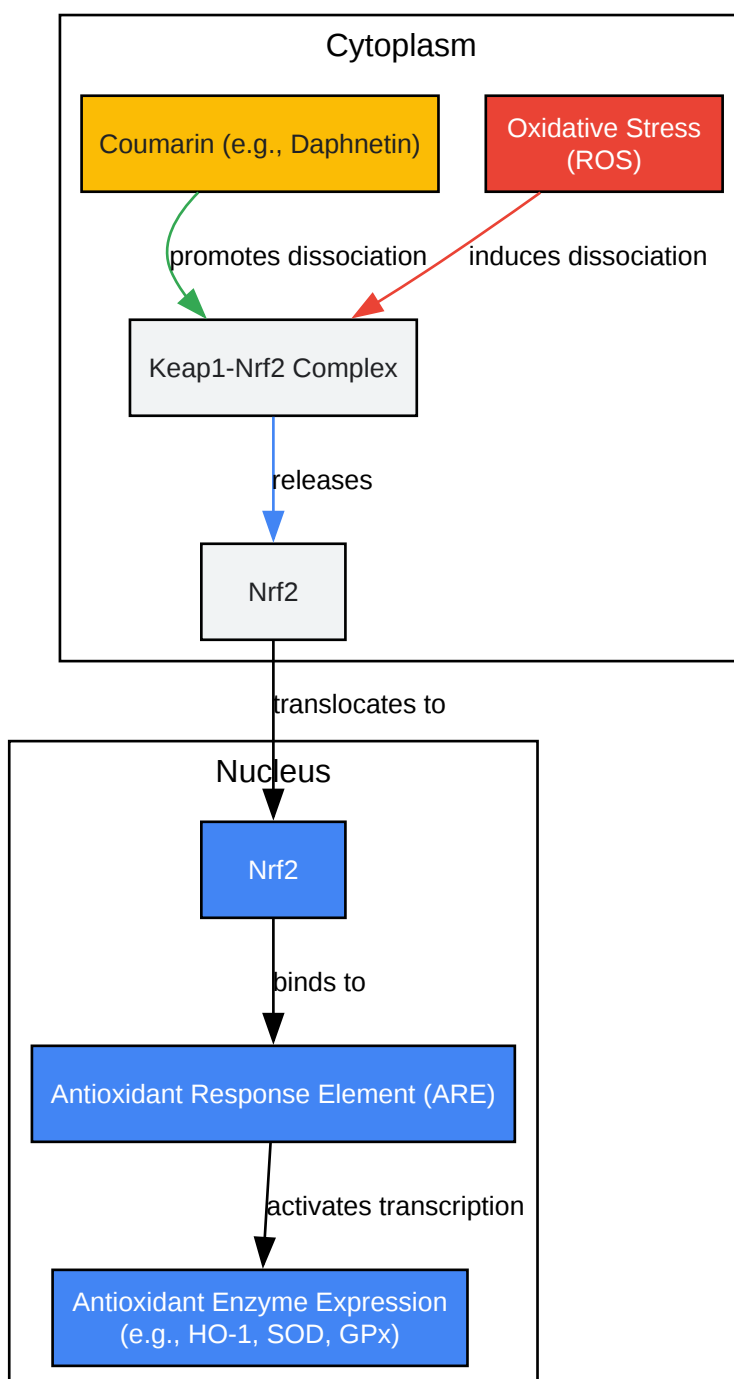 Cytoplasm
Coumarin (e.g., Daphnetin)
Oxidative Stress
(ROS)
promotes dissociation
induces dissociation
Keap1-Nrf2 Complex
releases
Nrf2
translocates to
Nucleus
Nrf2
binds to
Antioxidant Response Element (ARE)
activates transcription
Antioxidant Enzyme Expression
(e.g., HO-1, SOD, GPx)